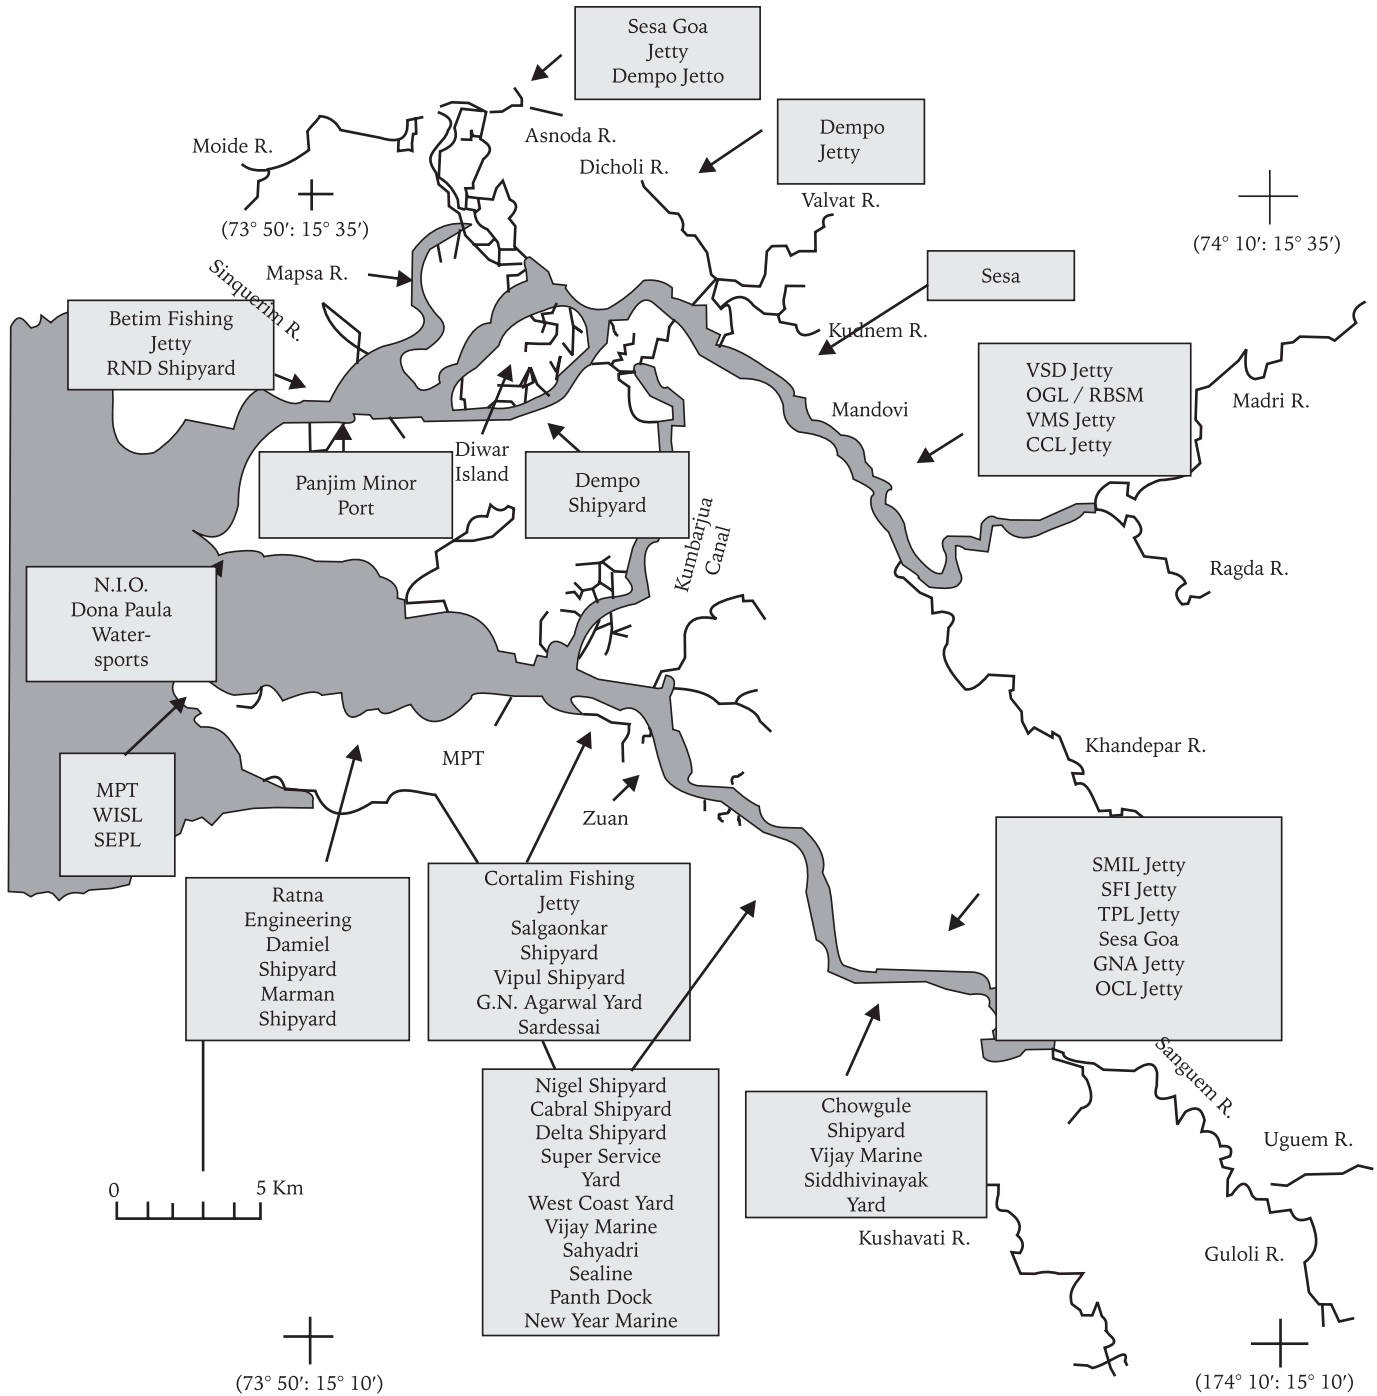 Sesa Goa
Jetty
Dempo Jetto
Dempo
Jetty
Asnoda R.
Moide R.
Dicholi R.
Valvat R.
(73° 50′: 15° 35′)
(74° 10′: 15° 35′)
Sinquerim R.
Mapsa R.
Sesa
Betim Fishing
Jetty
RND Shipyard
Kudnem R.
VSD Jetty
OGL / RBSM
VMS Jetty
CCL Jetty
Madri R.
Mandovi
Diwar
Island
Panjim Minor
Port
Dempo
Shipyard
Kumbarjua
Canal
Ragda R.
N.I.O.
Dona Paula
Water-
sports
Khandepar R.
MPT
MPT
WISL
SEPL
Zuan
Ratna
Engineering
Damiel
Shipyard
Marman
Shipyard
Cortalim Fishing
Jetty
Salgaonkar
Shipyard
Vipul Shipyard
G.N. Agarwal Yard
Sardessai
SMIL Jetty
SFI Jetty
TPL Jetty
Sesa Goa
GNA Jetty
OCL Jetty
Sanguem R.
Nigel Shipyard
Cabral Shipyard
Delta Shipyard
Super Service
Yard
West Coast Yard
Vijay Marine
Sahyadri
Sealine
Panth Dock
New Year Marine
Chowgule
Shipyard
Vijay Marine
Siddhivinayak
Yard
Uguem R.
0 5 Km
Kushavati R.
Guloli R.
(73° 50′: 15° 10′)
(174° 10′: 15° 10′)